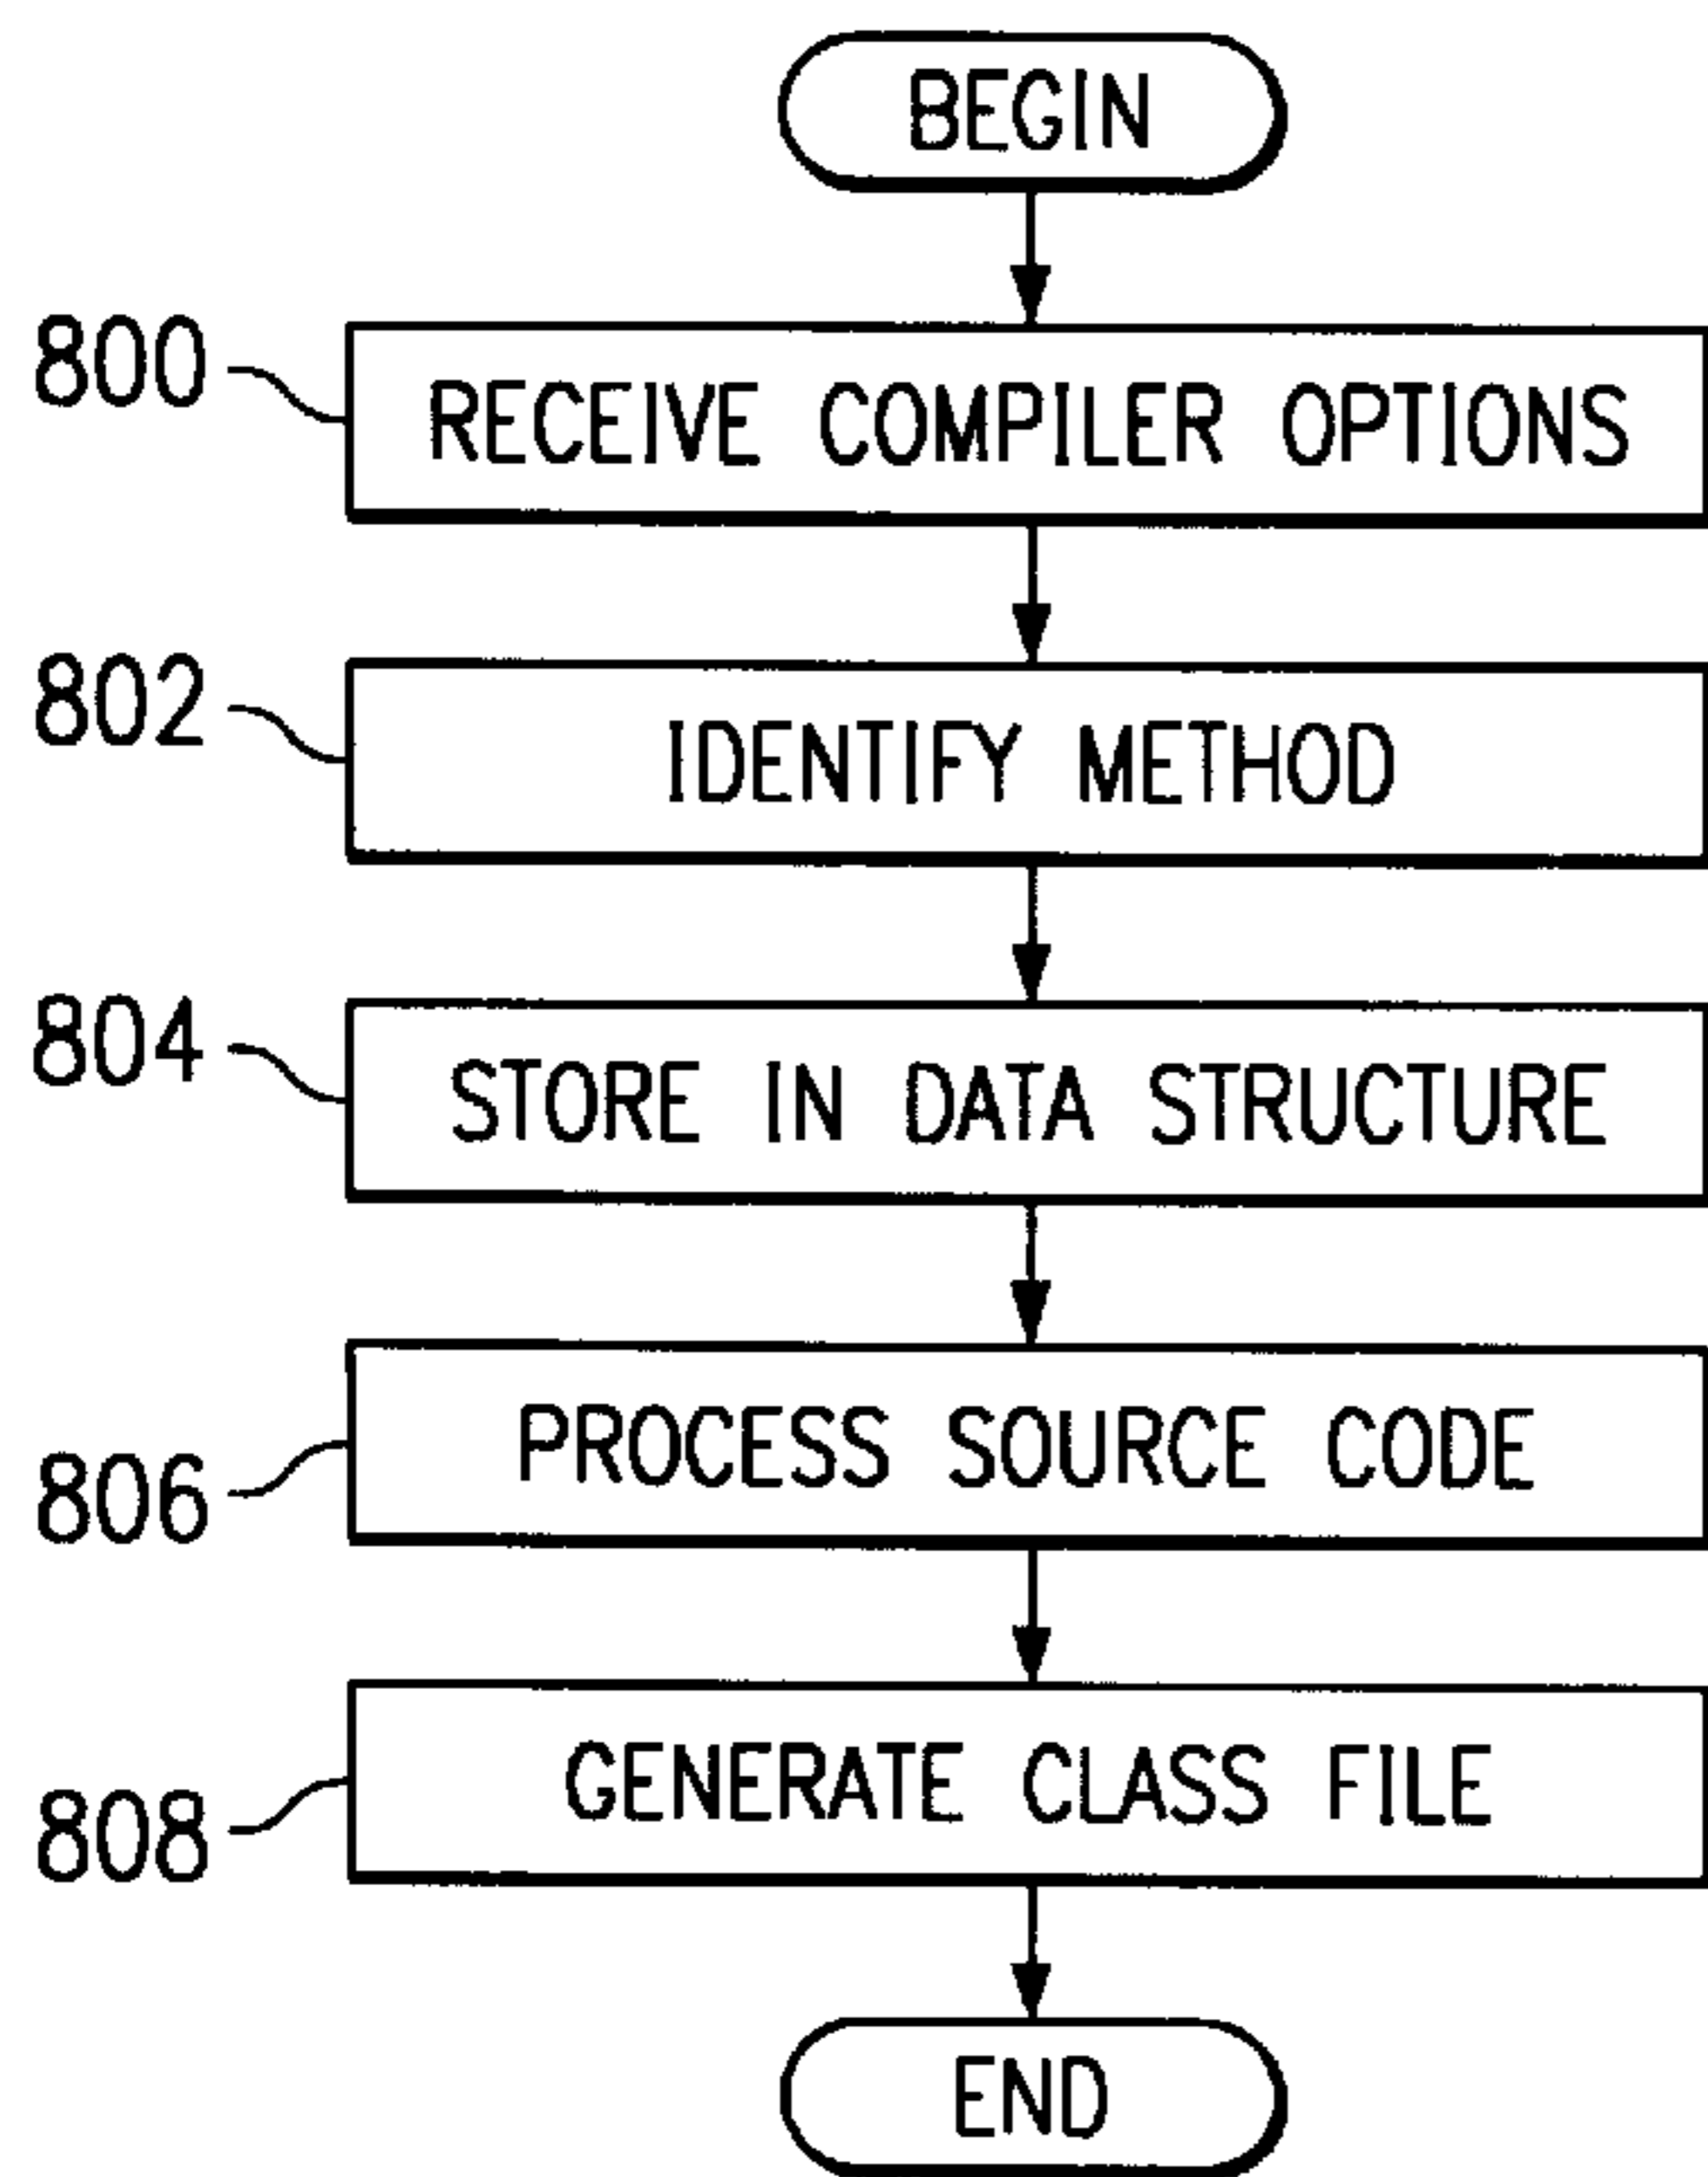 BEGIN
800
RECEIVE COMPILER OPTIONS
802
IDENTIFY METHOD
804
STORE IN DATA STRUCTURE
806
PROCESS SOURCE CODE
808
GENERATE CLASS FILE
END